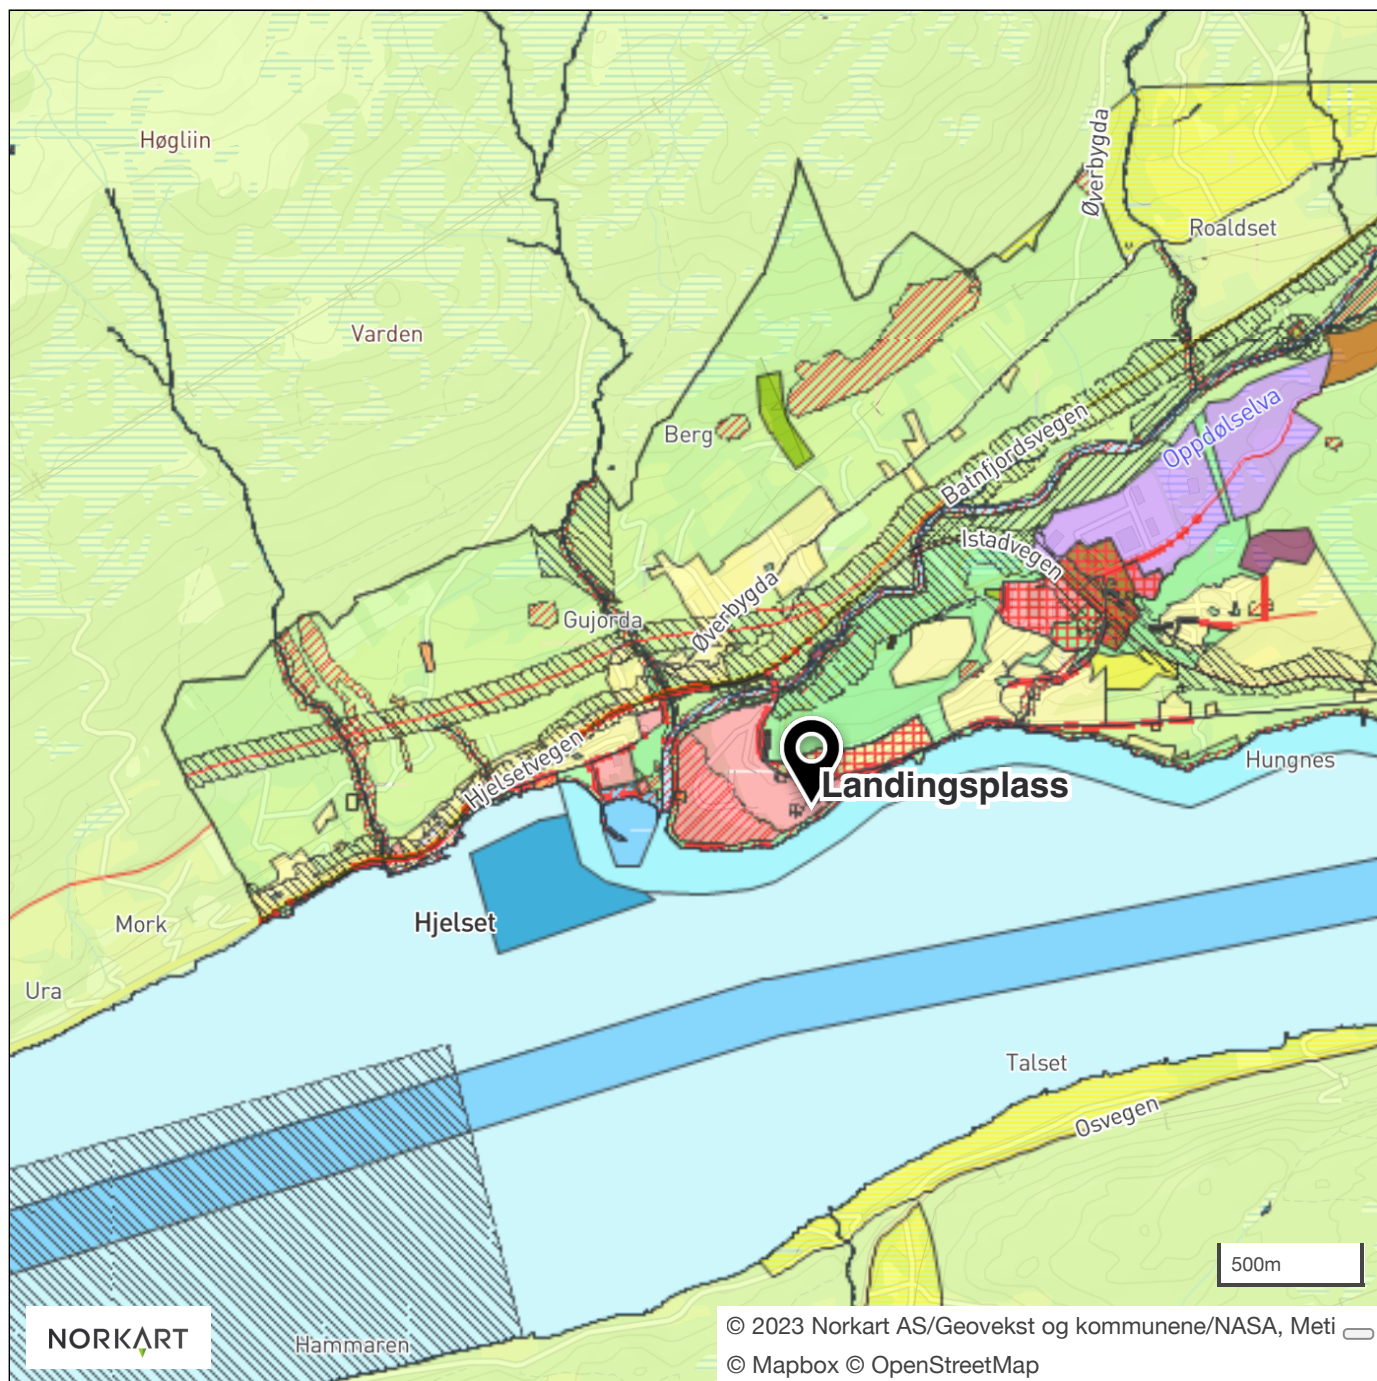 Høgliin
Øverbygda
Roaldset
Varden
Oppdølselva
Berg
Batnfjordsvegen
Istadvegen
Øverbygda
Gujorda
Hjelsetvegen
Landingsplass
Hungnes
Mork
Hjelset
Ura
Talset
Osvegen
500m
Hammaren
NORKART
© 2023 Norkart AS/Geovekst og kommunene/NASA, Meti
© Mapbox © OpenStreetMap